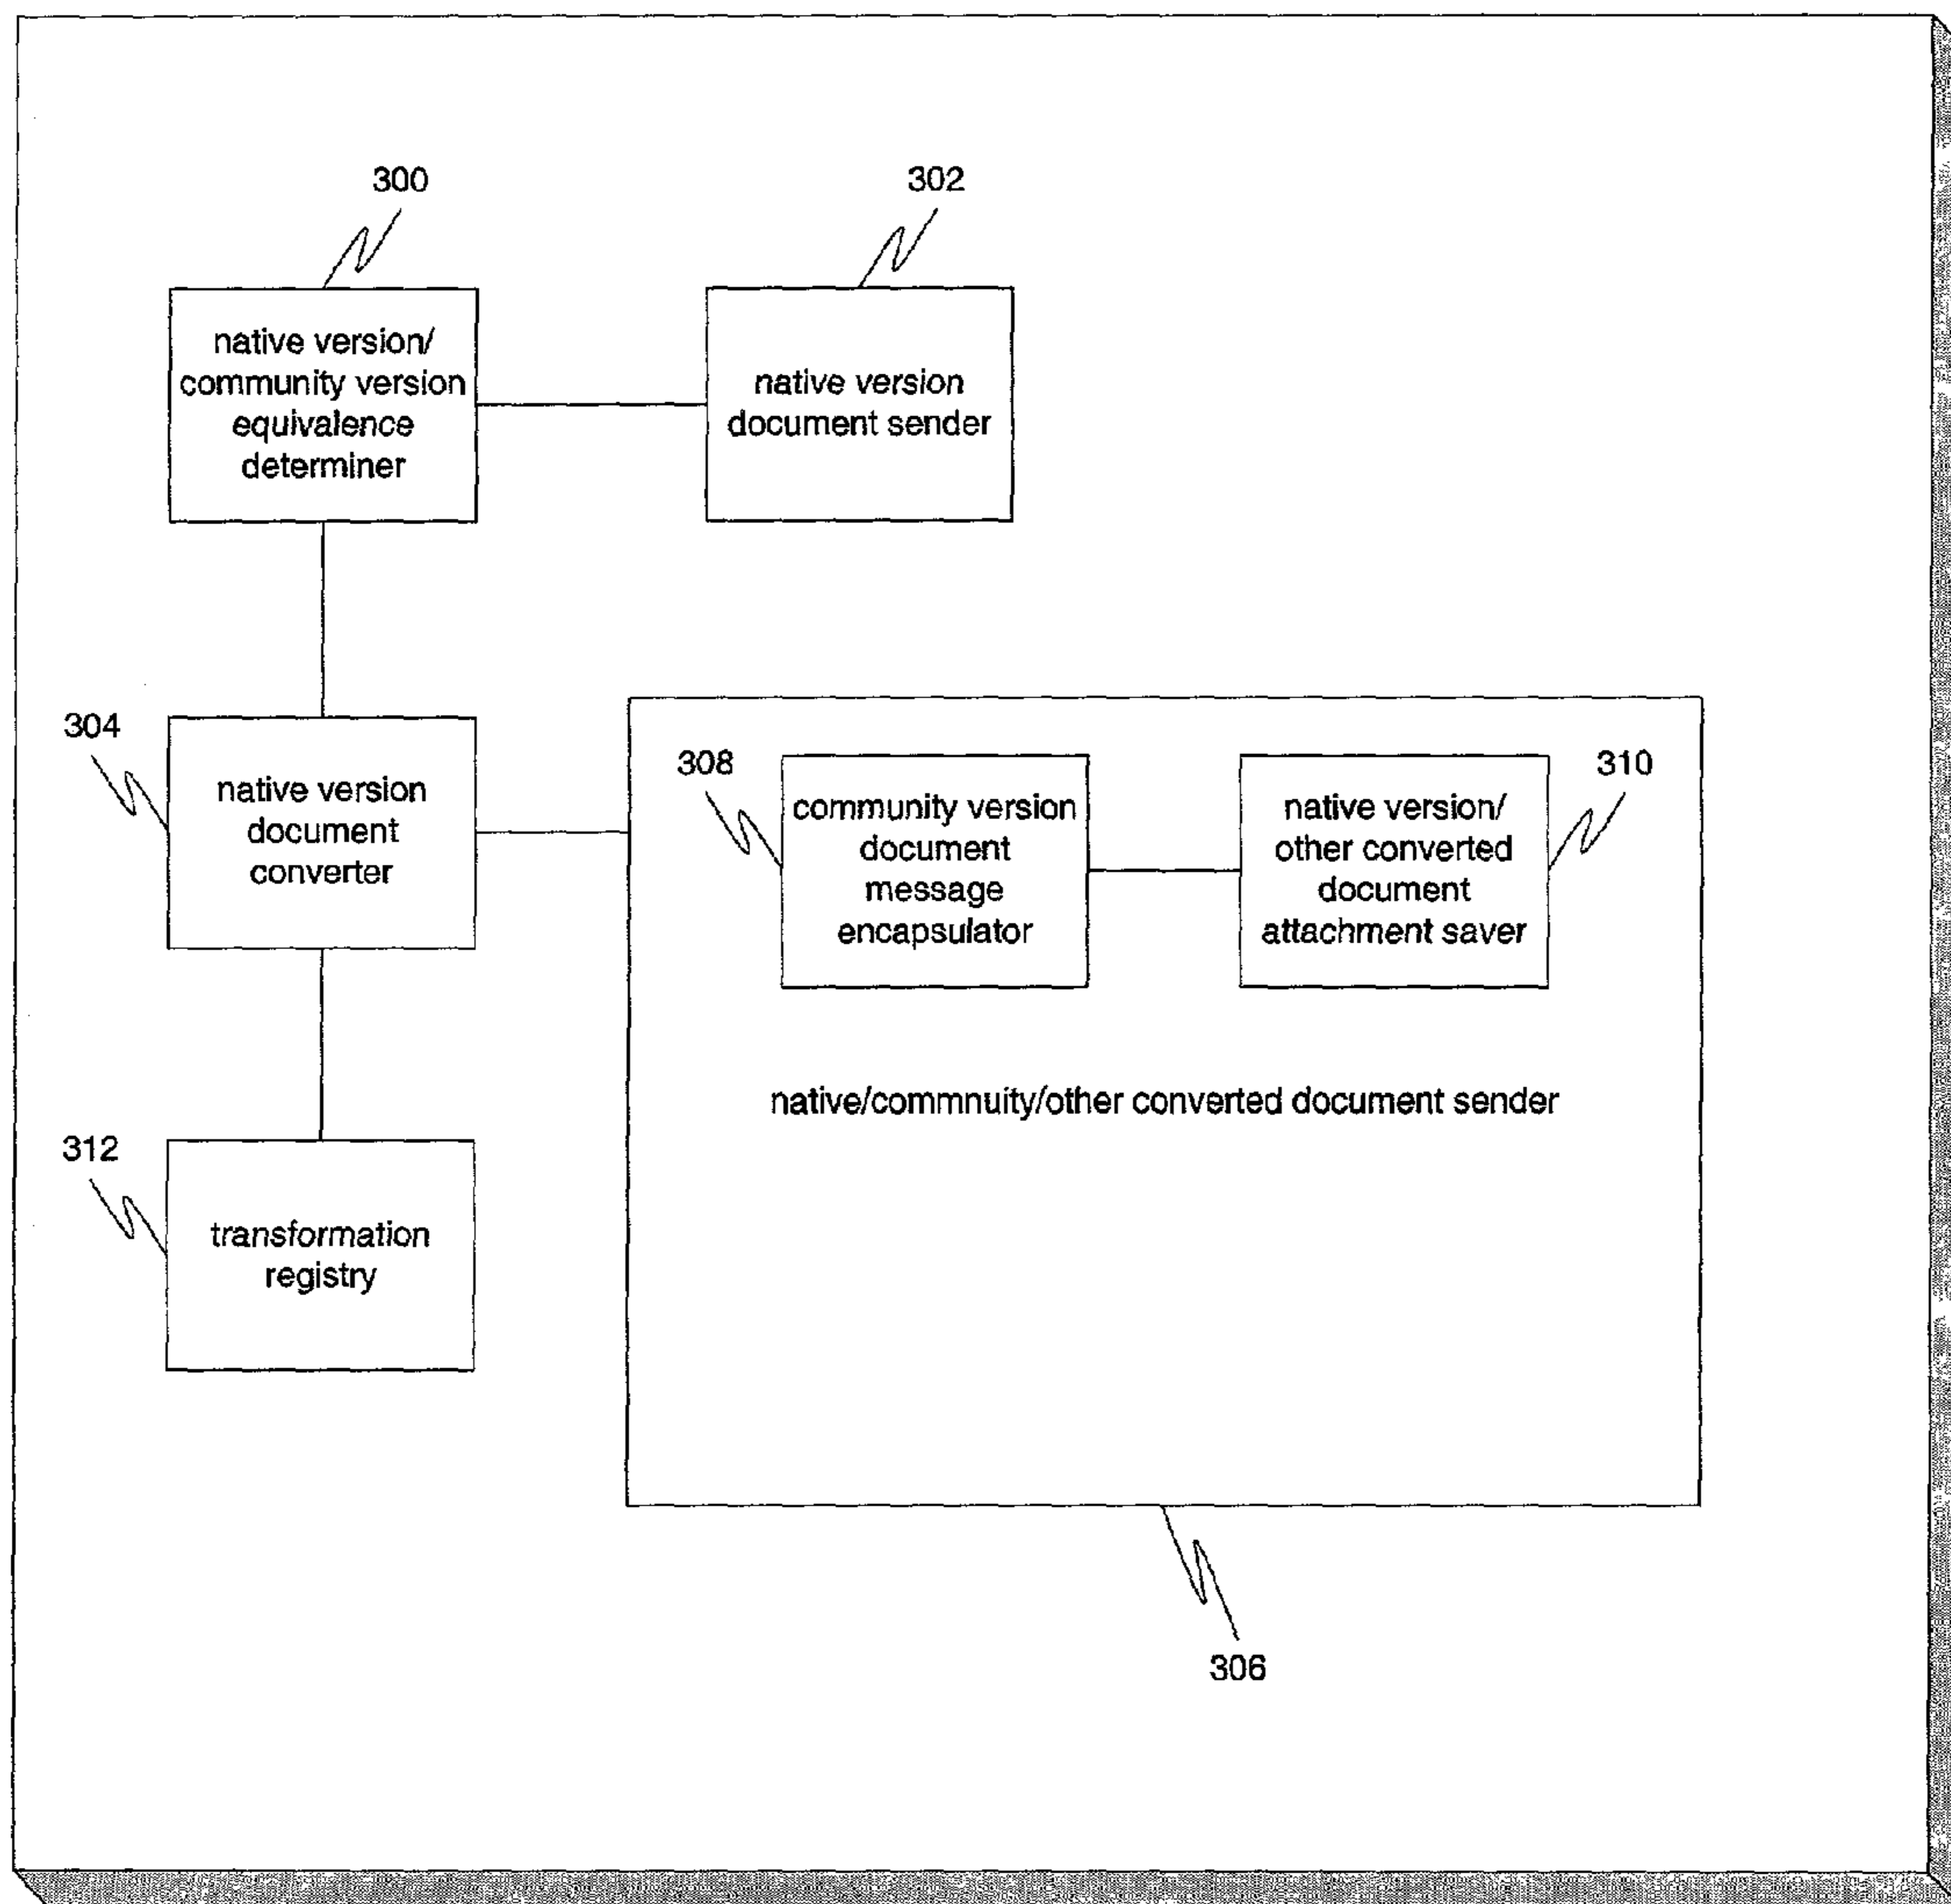 300
302
native version/
community version
equivalence
determiner
native version
document sender
304
native version
document
converter
308
community version
document
message
encapsulator
310
native version/
other converted
document
attachment saver
native/commnuity/other converted document sender
312
transformation
registry
306